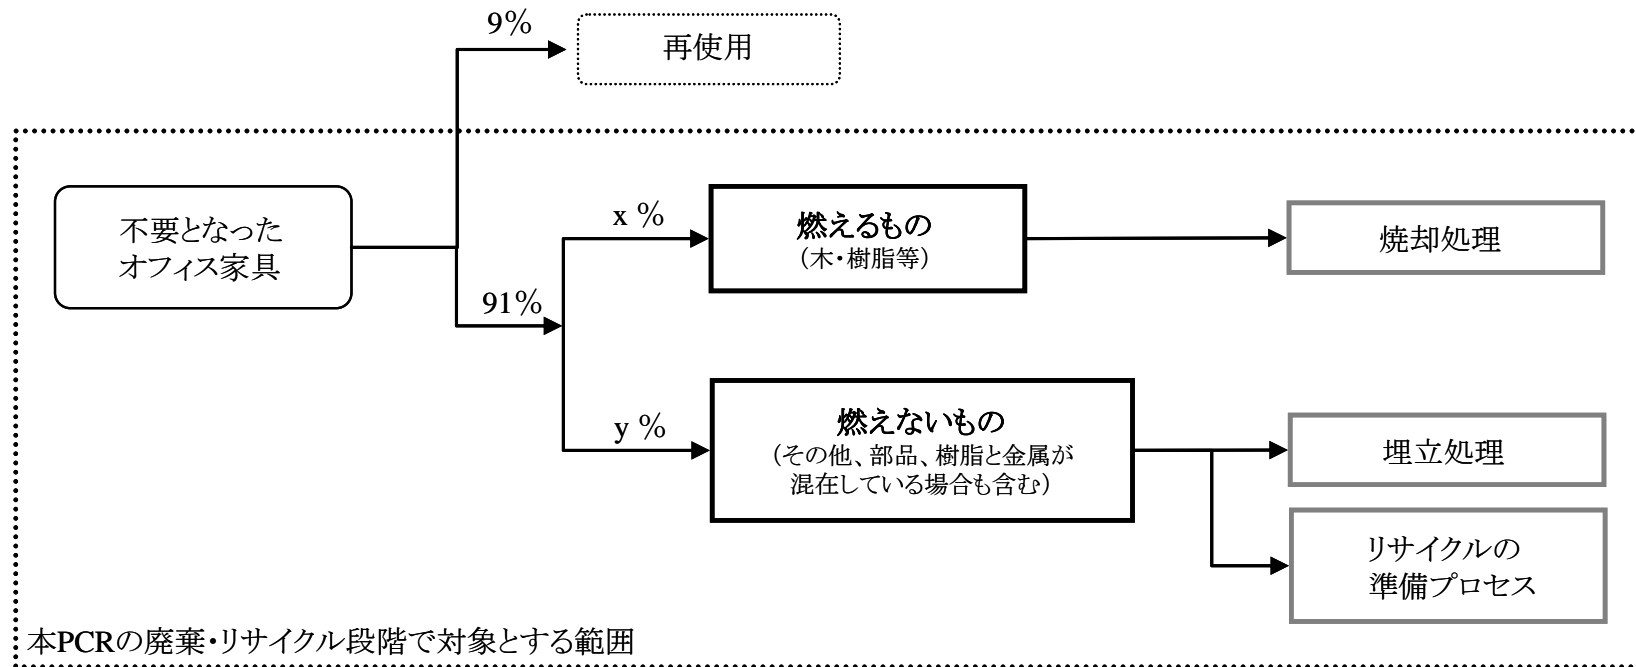 9%
再使用
不要となった
オフィス家具
x %
燃えるもの
（木・樹脂等）
焼却処理
91%
y %
燃えないもの
（その他、部品、樹脂と金属が
混在している場合も含む）
埋立処理
リサイクルの
準備プロセス
本PCRの廃棄・リサイクル段階で対象とする範囲